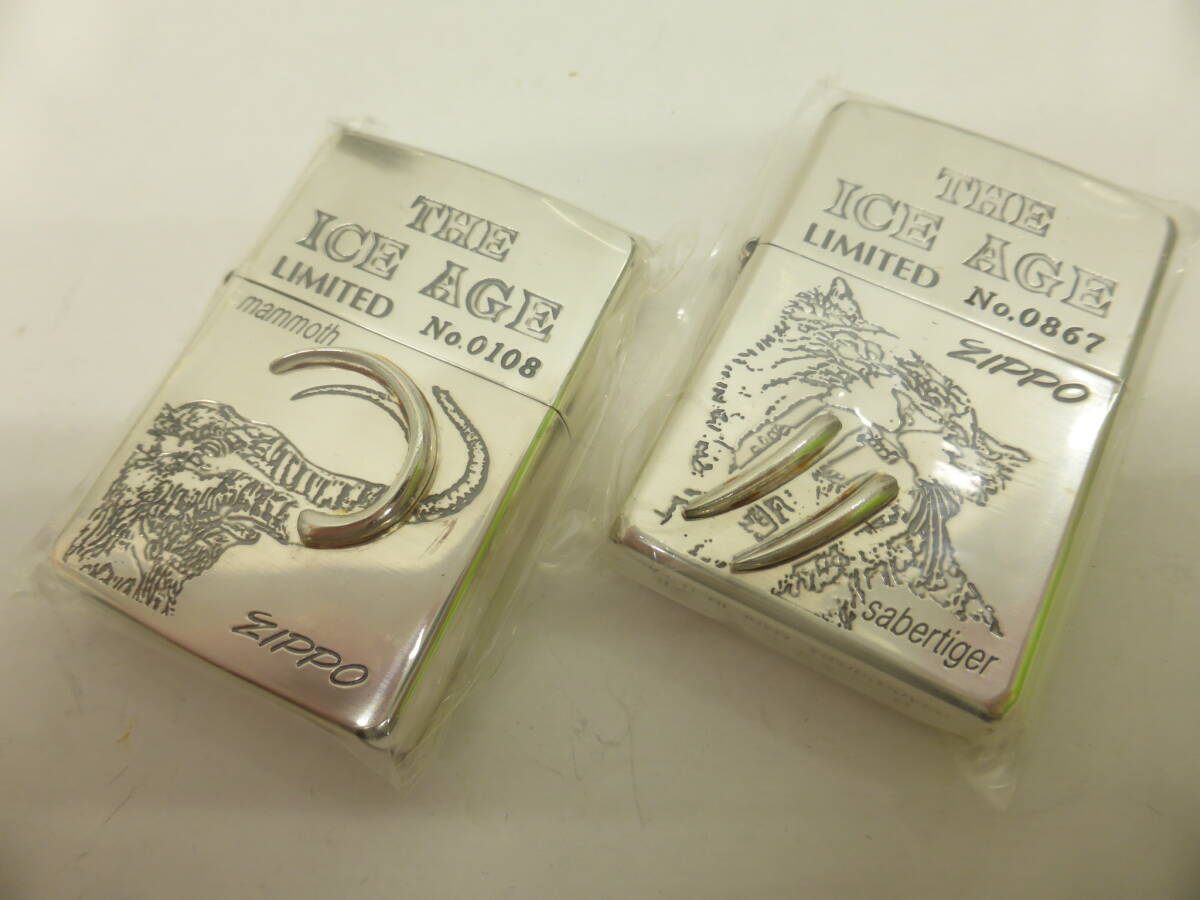 THE
ICE AGE
LIMITED No.0108
mammoth
ZIPPO
THE
ICE AGE
LIMITED No.0867
ZIPPO
sabertiger